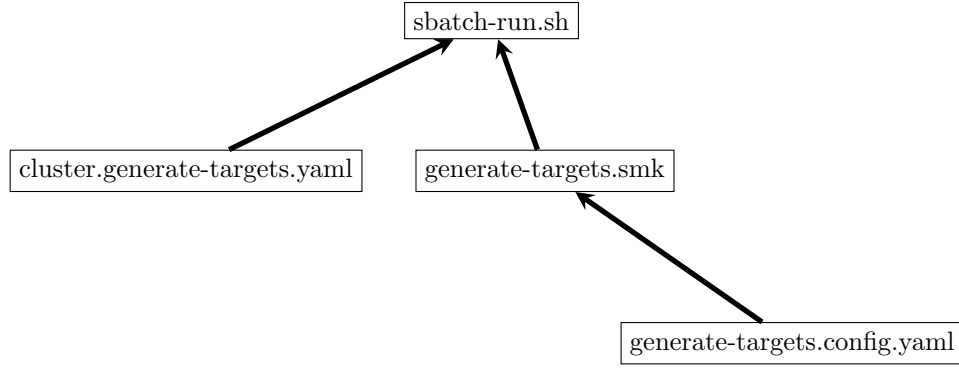 sbatch-run.sh
cluster.generate-targets.yaml
generate-targets.smk
generate-targets.config.yaml